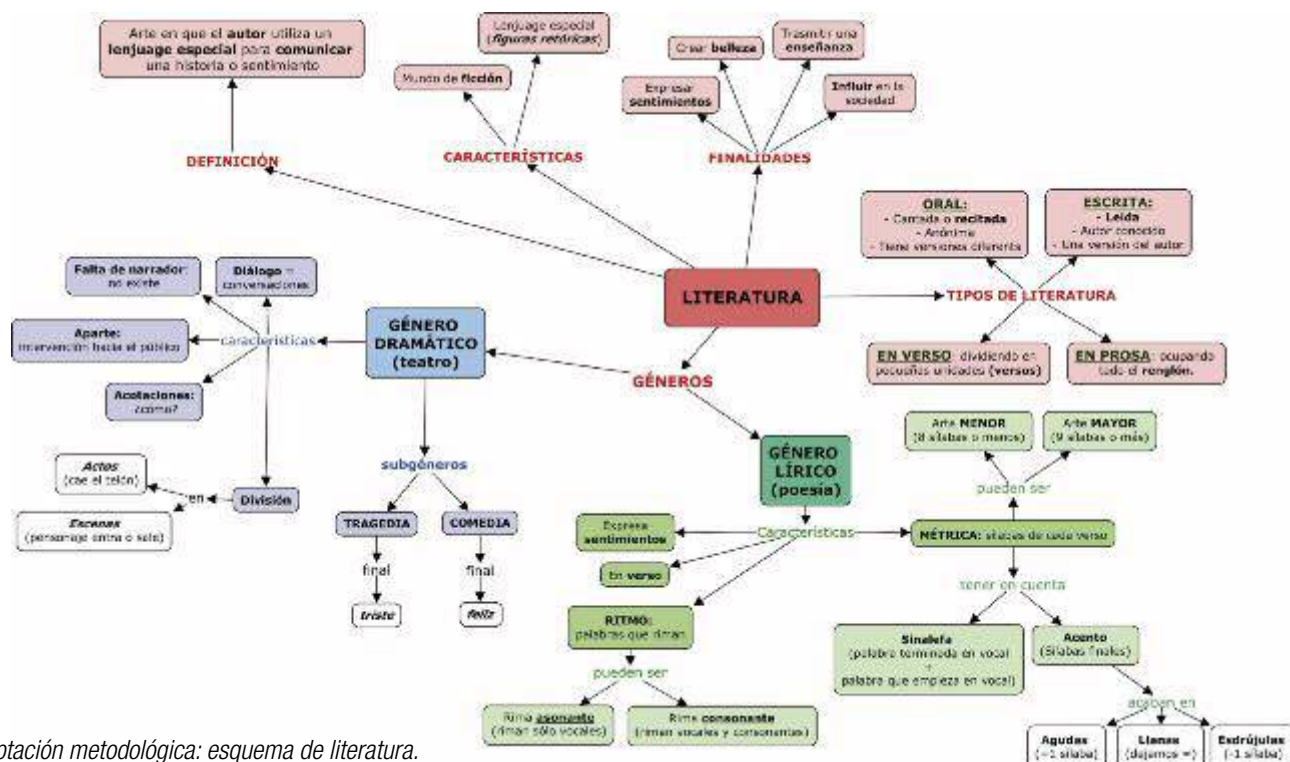 Arte en que el autor utiliza un
lenjuage especial para comunicar
una historia o sentimiento
DEFINICIÓN
Mundo de ficción
Lenjuage especial
(figuras retóricas)
CARACTERÍSTICAS
Expresar
sentimientos
Crear belleza
Trasmitir una
enseñanza
Influir en la
sociedad
FINALIDADES
ORAL:
- Cantada o recitada
- Anónima
- Tiene versiones diferents
ESCRITA:
- Leída
- Autor conocido
- Una versión del autor
TIPOS DE LITERATURA
EN VERSO: dividiendo en
pequeñas unidades (versos)
EN PROSA: ocupando
todo el renglón.
LITERATURA
GÉNEROS
GÉNERO
DRAMÁTICO
(teatro)
características
Falta de narrador:
no existe
Diálogo =
conversaciones
Aparte:
intervención hacia el público
Acotaciones:
¿cómo?
División
en
Actos
(cae el telón)
Escenas
(personaje entra o sale)
subgéneros
TRAGEDIA
final
triste
COMEDIA
final
feliz
GÉNERO
LÍRICO
(poesía)
Características
Expresa
sentimientos
En verso
RITMO:
palabras que riman
pueden ser
Rima asonante
(riman sólo vocales)
Rima consonante
(riman vocales y consonantes)
MÉTRICA: sílabas de cada verso
pueden ser
Arte MENOR
(8 sílabas o menos)
Arte MAYOR
(9 sílabas o más)
tener en cuenta
Sinalefa
(palabra terminada en vocal
+
palabra que empieza en vocal)
Acento
(Sílabas finales)
acaban en
Agudas
(+1 sílaba)
Llanas
(dejamos =)
Esdrújulas
(-1 sílaba)
ptación metodológica: esquema de literatura.